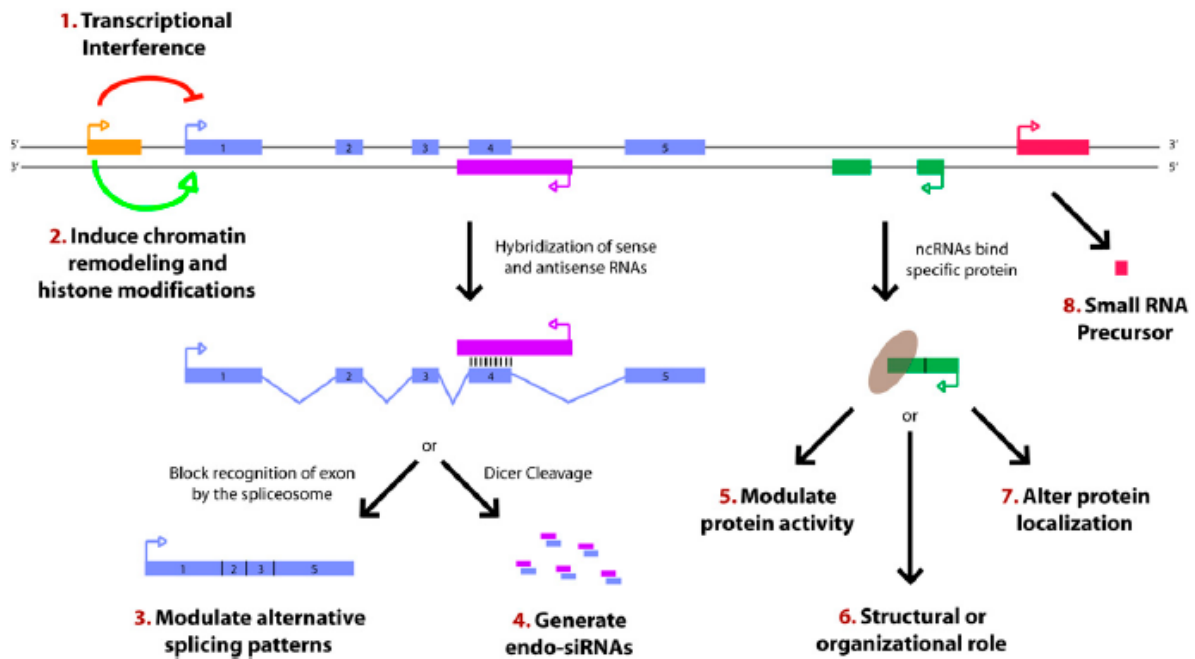 1. Transcriptional
Interference
5'
1
2
3
4
5
3'
3'
5'
2. Induce chromatin
remodeling and
histone modifications
Hybridization of sense
and antisense RNAs
ncRNAs bind
specific protein
8. Small RNA
Precursor
1
2
3
4
5
or
or
Block recognition of exon
by the spliceosome
Dicer Cleavage
5. Modulate
protein activity
7. Alter protein
localization
1
2
3
5
3. Modulate alternative
splicing patterns
4. Generate
endo-siRNAs
6. Structural or
organizational role